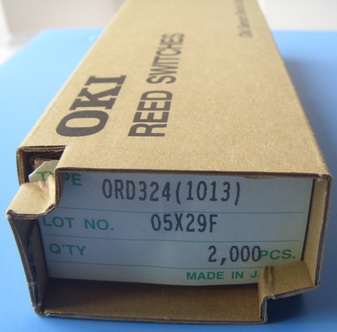 OKI
REED SWITCHES
TYPE ORD324(1013)
LOT NO. 05X29F
Q'TY 2,000PCS.
MADE IN